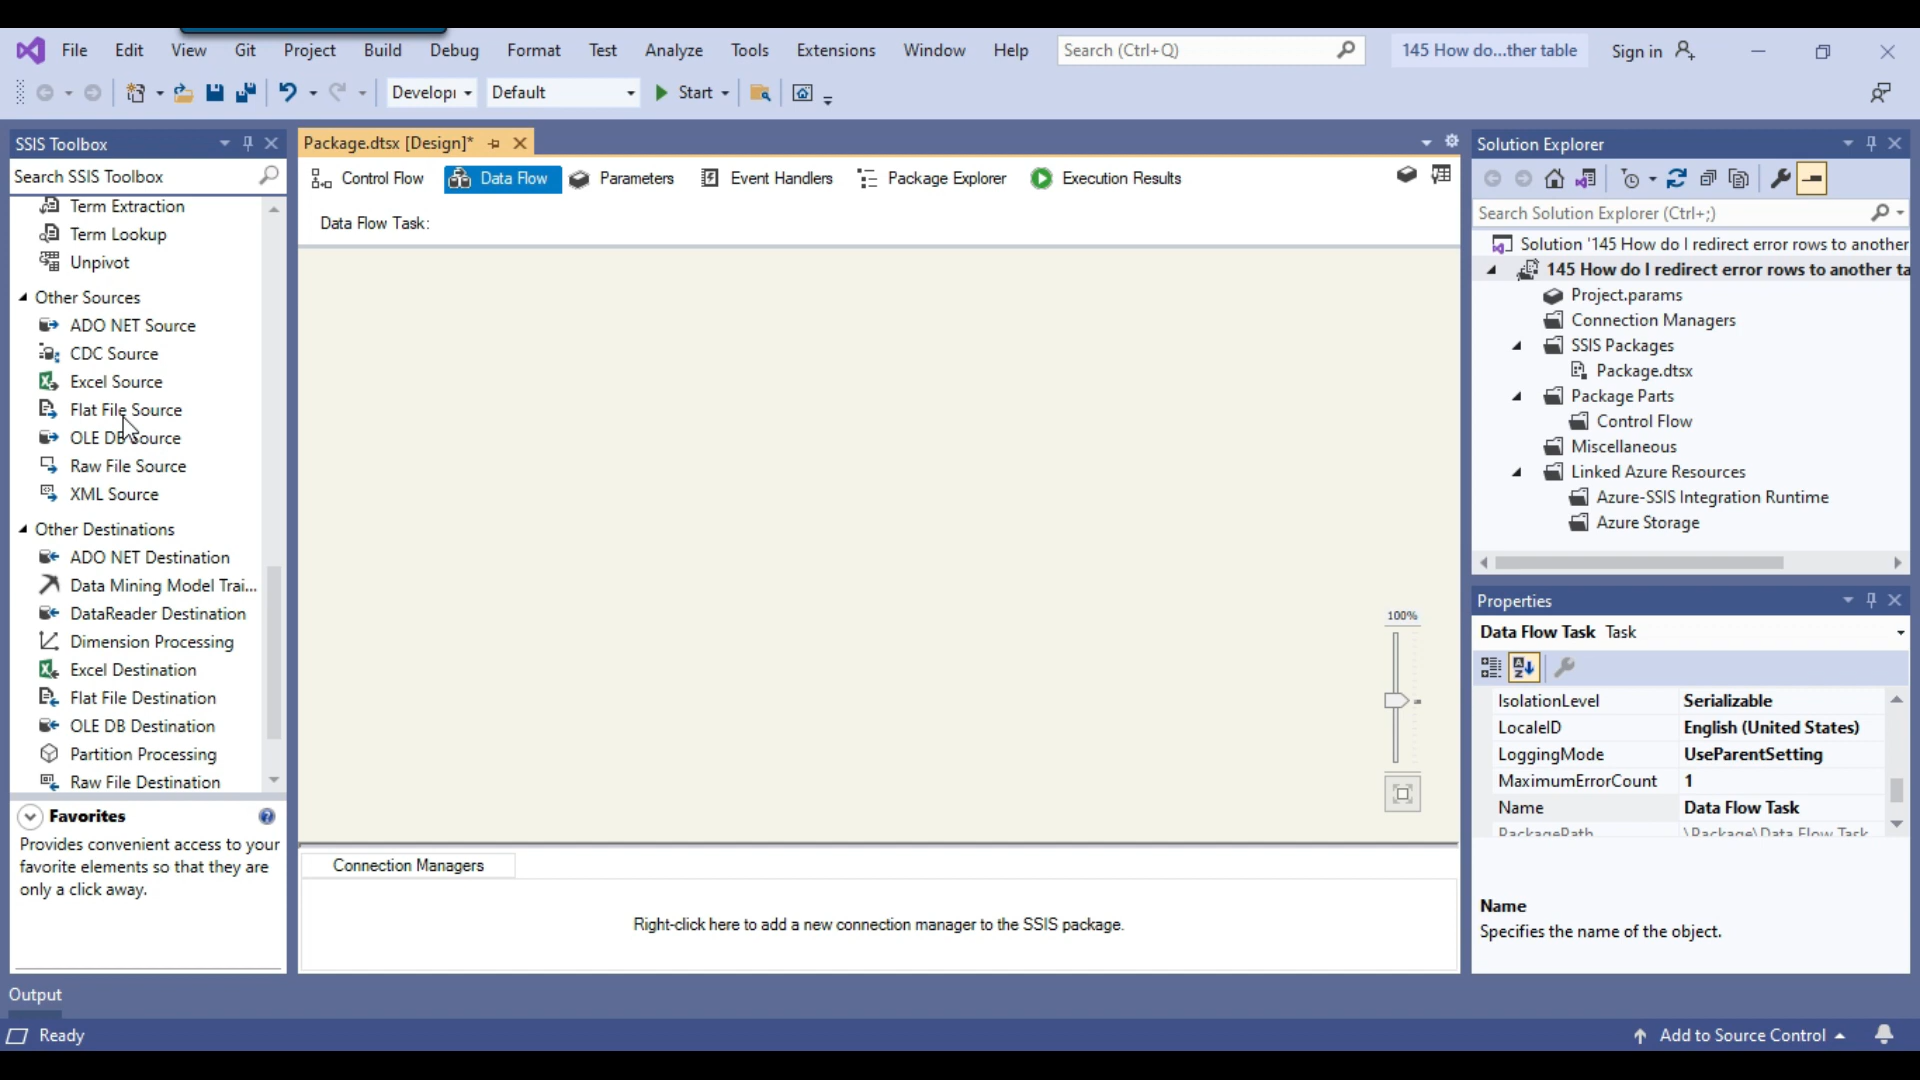 File Edit View Git Project Build Debug Format Test Analyze Tools Extensions Window Help Search (Ctrl+Q) 145 How do...ther table Sign in
Developi Default Start
SSIS Toolbox
Search SSIS Toolbox
Term Extraction
Term Lookup
Unpivot
Other Sources
ADO NET Source
CDC Source
Excel Source
Flat File Source
OLE DB Source
Raw File Source
XML Source
Other Destinations
ADO NET Destination
Data Mining Model Trai...
DataReader Destination
Dimension Processing
Excel Destination
Flat File Destination
OLE DB Destination
Partition Processing
Raw File Destination
Favorites
Provides convenient access to your
favorite elements so that they are
only a click away.
Package.dtsx [Design]*
Control Flow Data Flow Parameters Event Handlers Package Explorer Execution Results
Data Flow Task:
100%
Connection Managers
Right-click here to add a new connection manager to the SSIS package.
Solution Explorer
Search Solution Explorer (Ctrl+;)
Solution '145 How do I redirect error rows to another
145 How do I redirect error rows to another ta
Project.params
Connection Managers
SSIS Packages
Package.dtsx
Package Parts
Control Flow
Miscellaneous
Linked Azure Resources
Azure-SSIS Integration Runtime
Azure Storage
Properties
Data Flow Task Task
IsolationLevel Serializable
LocaleID English (United States)
LoggingMode UseParentSetting
MaximumErrorCount 1
Name Data Flow Task
PackagePath \Package\Data Flow Task
Name
Specifies the name of the object.
Output
Ready
Add to Source Control